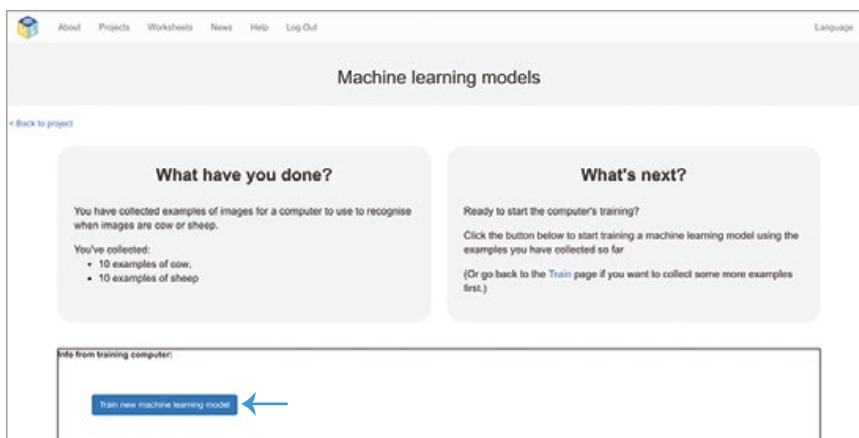 About Projects Worksheets News Help Log Out Language
Machine learning models
< Back to project
What have you done?
You have collected examples of images for a computer to use to recognise
when images are cow or sheep.
You've collected:
• 10 examples of cow,
• 10 examples of sheep
What's next?
Ready to start the computer's training?
Click the button below to start training a machine learning model using the
examples you have collected so far
(Or go back to the Train page if you want to collect some more examples
first.)
Info from training computer:
Train new machine learning model